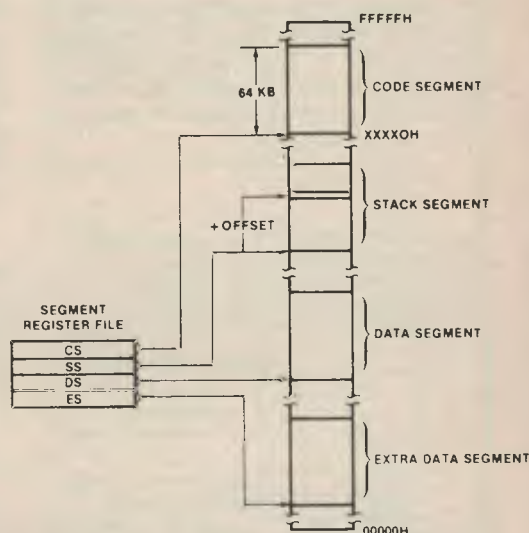 FFFFFH
64 KB
CODE SEGMENT
XXXXOH
STACK SEGMENT
+ OFFSET
SEGMENT
REGISTER FILE
CS
SS
DS
ES
DATA SEGMENT
EXTRA DATA SEGMENT
00000H